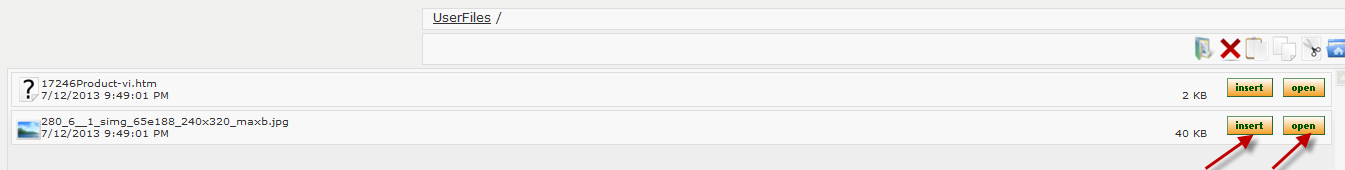 UserFiles /
17246Product-vi.htm
7/12/2013 9:49:01 PM
2 KB
insert
open
280_6__1_simg_65e188_240x320_maxb.jpg
7/12/2013 9:49:01 PM
40 KB
insert
open